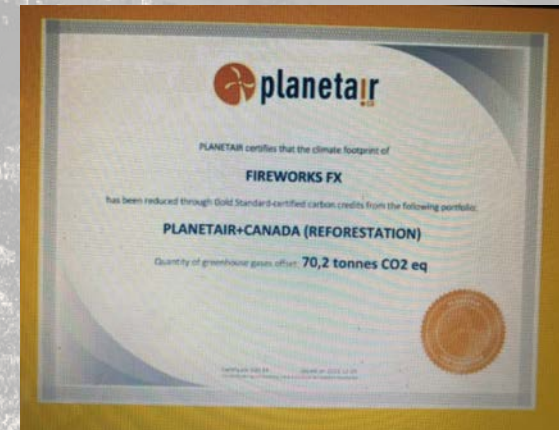 planetair
.ca
PLANETAIR certifies that the climate footprint of
FIREWORKS FX
has been reduced through Gold Standard-certified carbon credits from the following portfolio:
PLANETAIR+CANADA (REFORESTATION)
Quantity of greenhouse gases offset: 70,2 tonnes CO2 eq